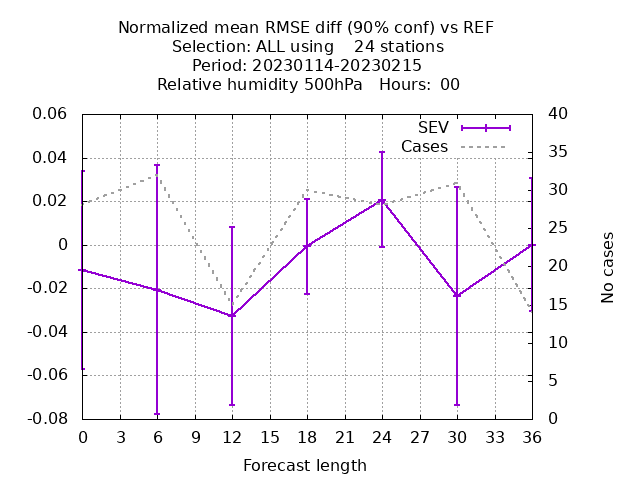 Normalized mean RMSE diff (90% conf) vs REF
Selection: ALL using    24 stations
Period: 20230114-20230215
Relative humidity 500hPa   Hours:  00
0.06
0.04
0.02
0
-0.02
-0.04
-0.06
-0.08
SEV
Cases
40
35
30
25
20
15
10
5
0
No cases
0 3 6 9 12 15 18 21 24 27 30 33 36
Forecast length